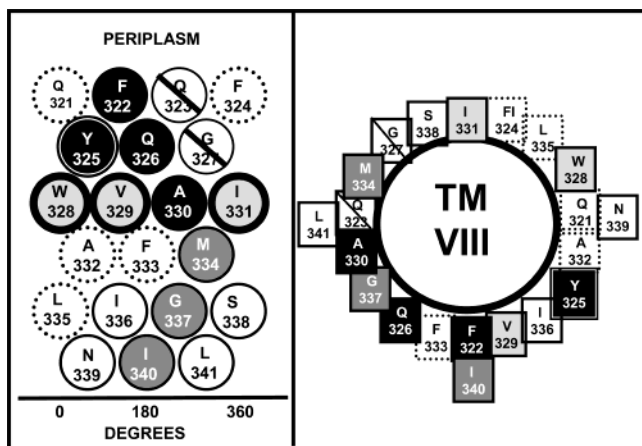 PERIPLASM
Q F Q F
321 322 323 324
Y Q G
325 326 327
W V A I
328 329 330 331
A F M
332 333 334
L I G S
335 336 337 338
N I L
339 340 341
0 180 360
DEGREES
TM
VIII
I
331
FI
324
L
335
W
328
Q
321
N
339
A
332
Y
325
I
336
V
329
F
322
I
340
F
333
Q
326
G
337
A
330
Q
323
L
341
M
334
G
327
S
338